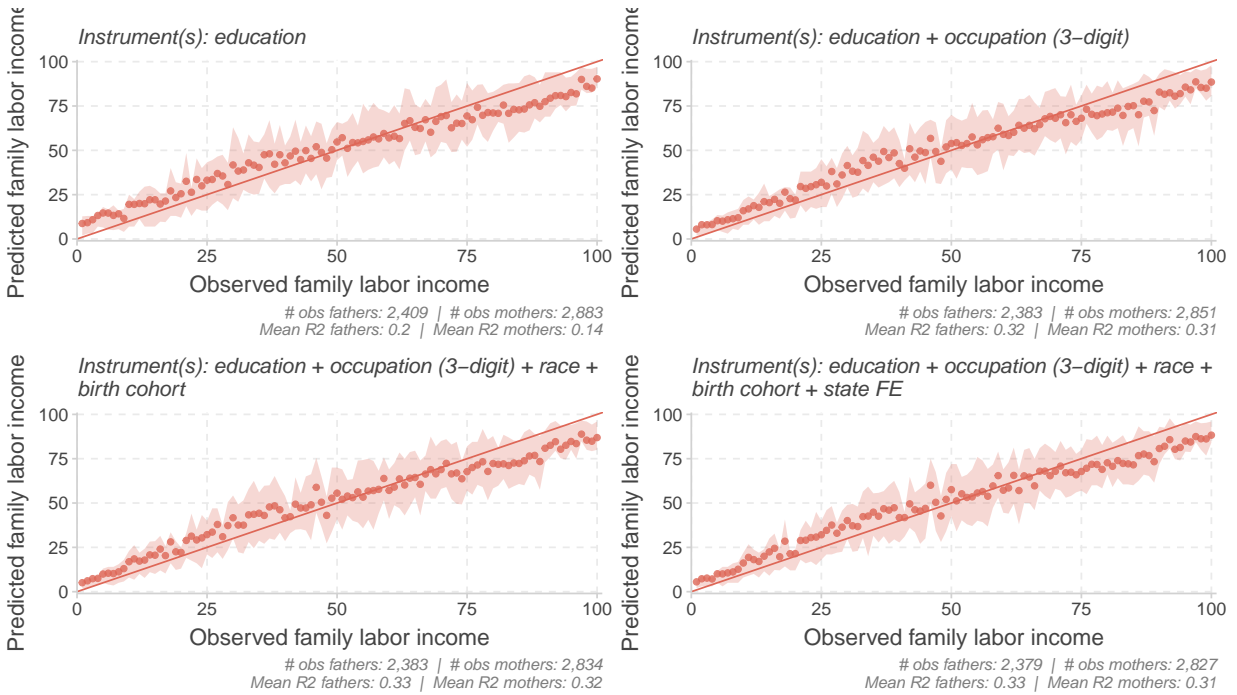 Instrument(s): education
Predicted family labor income
100
75
50
25
0
0 25 50 75 100
Observed family labor income
# obs fathers: 2,409 | # obs mothers: 2,883
Mean R2 fathers: 0.2 | Mean R2 mothers: 0.14
Instrument(s): education + occupation (3−digit)
Predicted family labor income
100
75
50
25
0
0 25 50 75 100
Observed family labor income
# obs fathers: 2,383 | # obs mothers: 2,851
Mean R2 fathers: 0.32 | Mean R2 mothers: 0.31
Instrument(s): education + occupation (3−digit) + race +
birth cohort
Predicted family labor income
100
75
50
25
0
0 25 50 75 100
Observed family labor income
# obs fathers: 2,383 | # obs mothers: 2,834
Mean R2 fathers: 0.33 | Mean R2 mothers: 0.32
Instrument(s): education + occupation (3−digit) + race +
birth cohort + state FE
Predicted family labor income
100
75
50
25
0
0 25 50 75 100
Observed family labor income
# obs fathers: 2,379 | # obs mothers: 2,827
Mean R2 fathers: 0.33 | Mean R2 mothers: 0.31